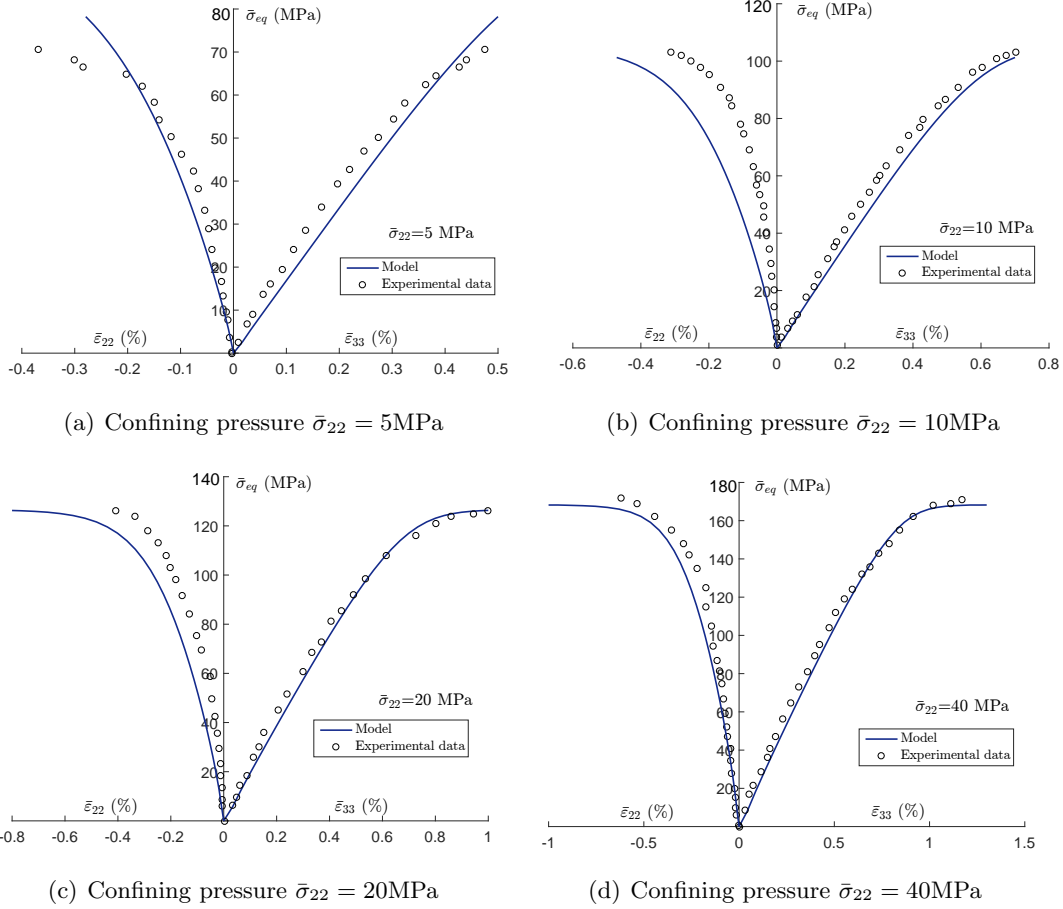 80
σ̄eq (MPa)
70
60
50
40
30
20
10
σ̄22=5 MPa
Model
Experimental data
ε̄22 (%)
ε̄33 (%)
-0.4 -0.3 -0.2 -0.1 0 0.1 0.2 0.3 0.4 0.5
(a) Confining pressure σ̄22 = 5MPa
120
σ̄eq (MPa)
100
80
60
40
20
σ̄22=10 MPa
Model
Experimental data
ε̄22 (%)
ε̄33 (%)
-0.6 -0.4 -0.2 0 0.2 0.4 0.6 0.8
(b) Confining pressure σ̄22 = 10MPa
140
σ̄eq (MPa)
120
100
80
60
40
20
σ̄22=20 MPa
Model
Experimental data
ε̄22 (%)
ε̄33 (%)
-0.8 -0.6 -0.4 -0.2 0 0.2 0.4 0.6 0.8 1
(c) Confining pressure σ̄22 = 20MPa
180
σ̄eq (MPa)
160
140
120
100
80
60
40
20
σ̄22=40 MPa
Model
Experimental data
ε̄22 (%)
ε̄33 (%)
-1 -0.5 0 0.5 1 1.5
(d) Confining pressure σ̄22 = 40MPa